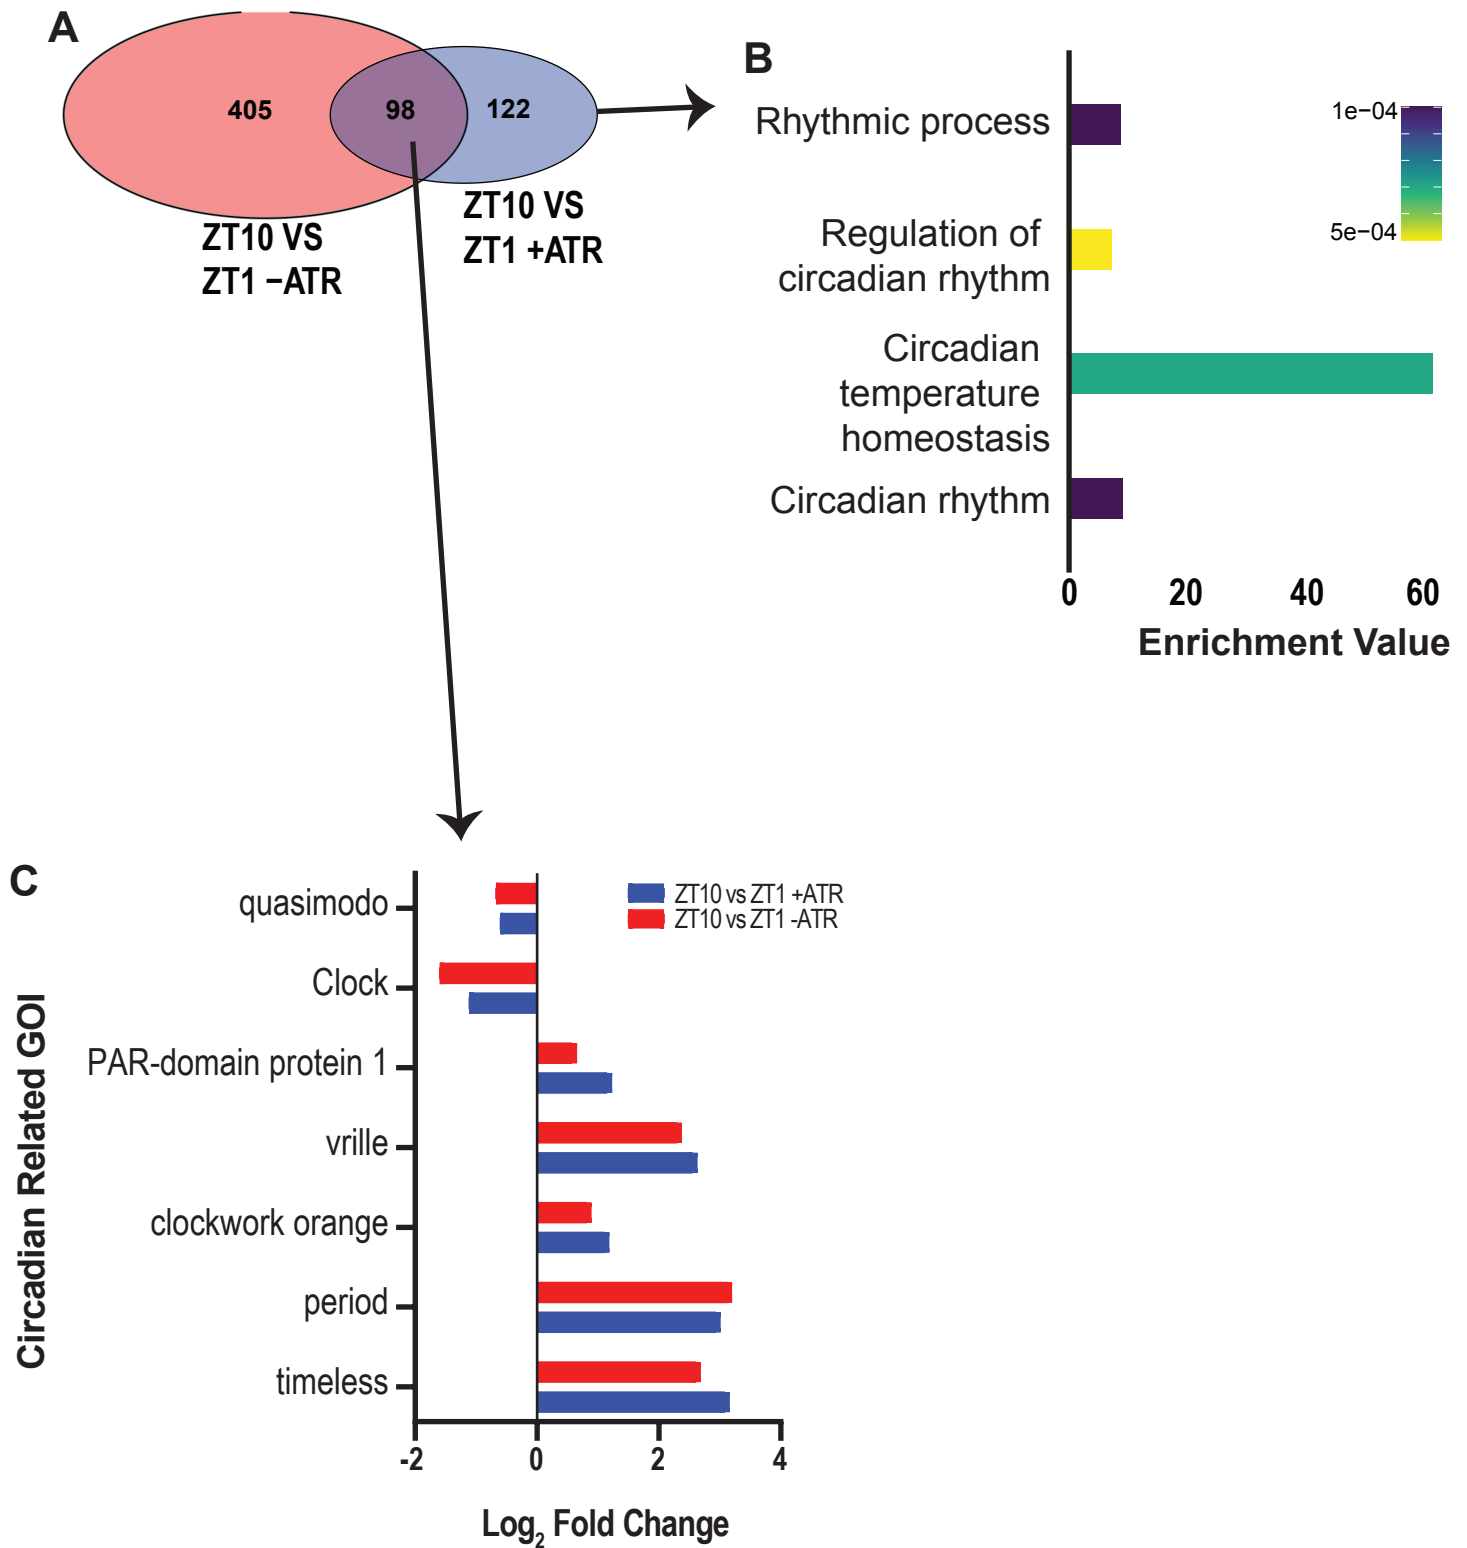 A
405
98
122
ZT10 VS
ZT1 −ATR
ZT10 VS
ZT1 +ATR
B
Rhythmic process
Regulation of
circadian rhythm
Circadian
temperature
homeostasis
Circadian rhythm
1e−04
5e−04
0 20 40 60
Enrichment Value
C
Circadian Related GOI
quasimodo
Clock
PAR-domain protein 1
vrille
clockwork orange
period
timeless
ZT10 vs ZT1 +ATR
ZT10 vs ZT1 -ATR
-2 0 2 4
Log2 Fold Change